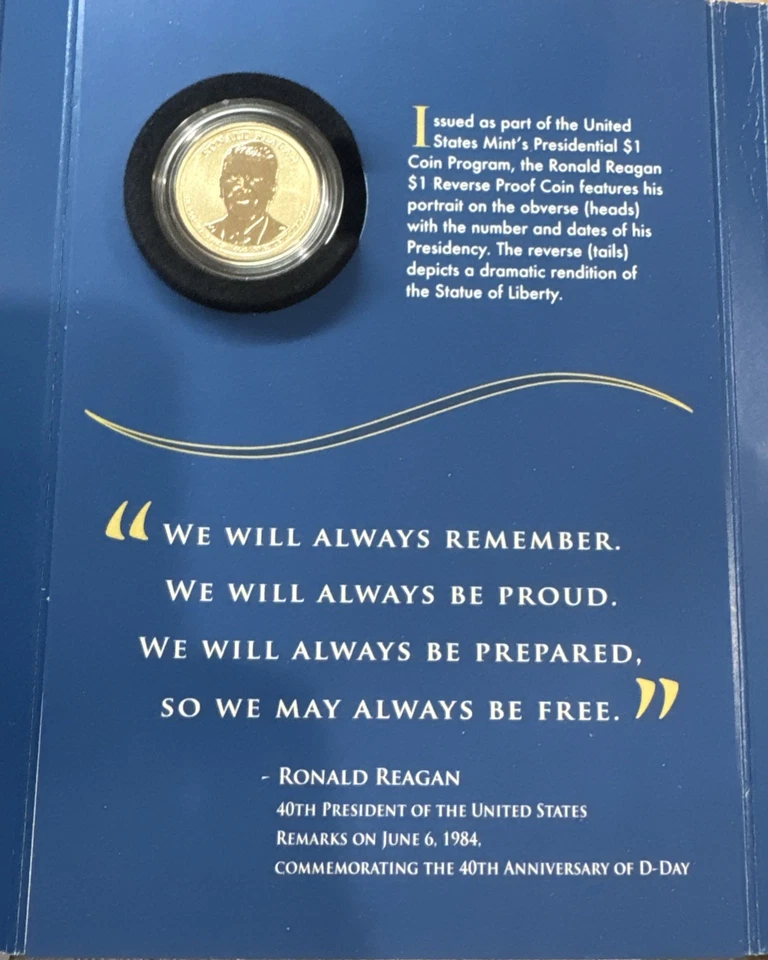 RONALD REAGAN
Issued as part of the United
States Mint's Presidential $1
Coin Program, the Ronald Reagan
$1 Reverse Proof Coin features his
portrait on the obverse (heads)
with the number and dates of his
Presidency. The reverse (tails)
depicts a dramatic rendition of
the Statue of Liberty.
“WE WILL ALWAYS REMEMBER.
WE WILL ALWAYS BE PROUD.
WE WILL ALWAYS BE PREPARED,
SO WE MAY ALWAYS BE FREE.”
- RONALD REAGAN
40TH PRESIDENT OF THE UNITED STATES
REMARKS ON JUNE 6, 1984,
COMMEMORATING THE 40TH ANNIVERSARY OF D-DAY